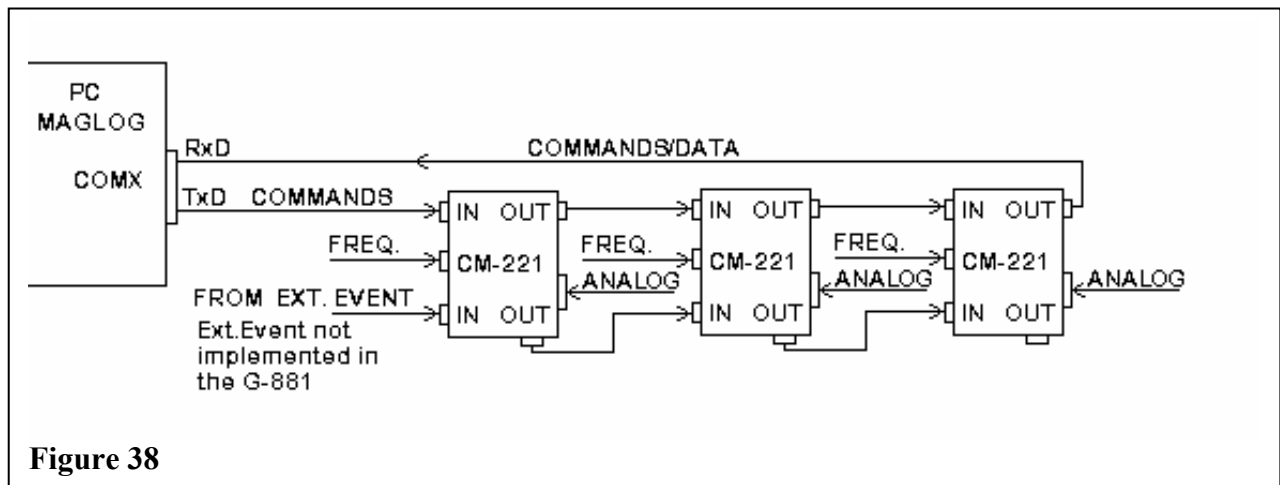 PC
MAGLOG
COMX
RxD
COMMANDS/DATA
TxD COMMANDS
IN OUT
IN OUT
IN OUT
FREQ.
CM-221
FREQ.
CM-221
FREQ.
CM-221
ANALOG
ANALOG
ANALOG
FROM EXT. EVENT
IN OUT
IN OUT
IN OUT
Ext.Event not
implemented in
the G-881
Figure 38